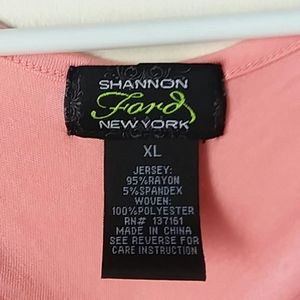 SHANNON
Ford
NEW YORK
XL
JERSEY:
95%RAYON
5%SPANDEX
WOVEN:
100%POLYESTER
RN# 137161
MADE IN CHINA
SEE REVERSE FOR
CARE INSTRUCTION